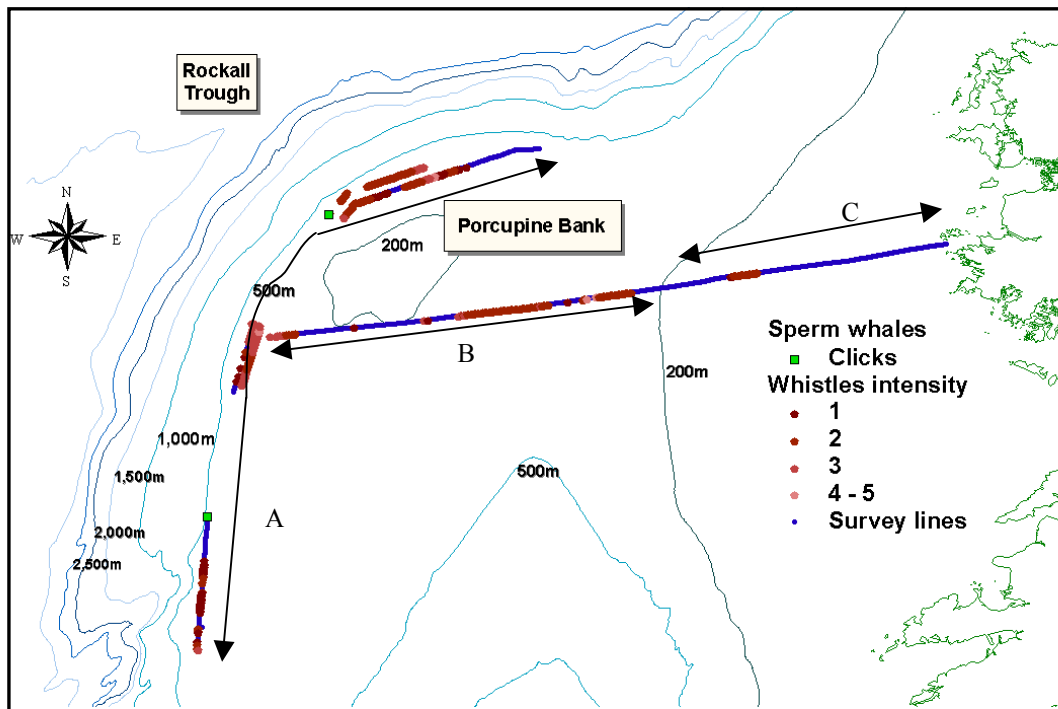 Rockall
Trough
N
W
E
S
Porcupine Bank
C
200m
500m
B
200m
Sperm whales
Clicks
Whistles intensity
1
2
3
4 - 5
Survey lines
1,000m
500m
1,500m
A
2,000m
2,500m